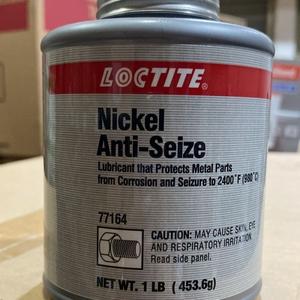 LOCTITE
Nickel
Anti-Seize
Lubricant that Protects Metal Parts
from Corrosion and Seizure to 2400°F (980°C)
77164
CAUTION: MAY CAUSE SKIN, EYE
AND RESPIRATORY IRRITATION.
Read side panel.
NET WT. 1 LB (453.6g)